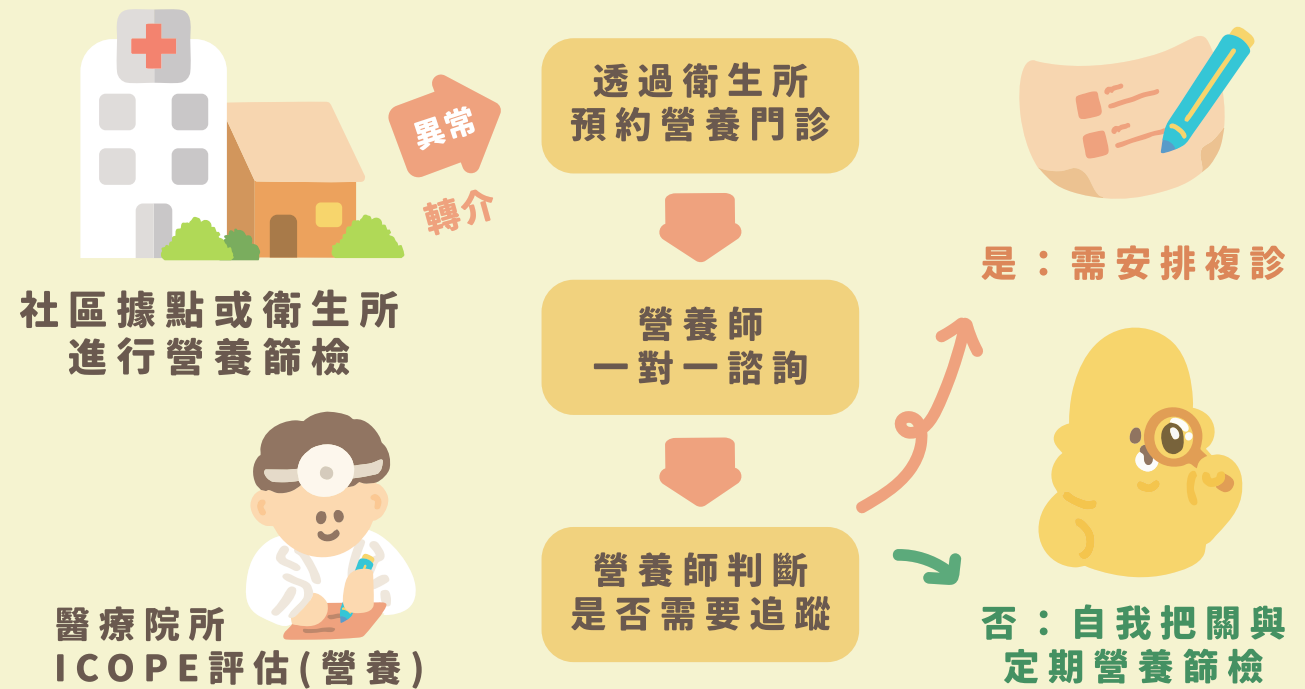 社區據點或衛生所
進行營養篩檢
醫療院所
ICOPE評估(營養)
異常
轉介
透過衛生所
預約營養門診
營養師
一對一諮詢
營養師判斷
是否需要追蹤
是：需安排複診
否：自我把關與
定期營養篩檢